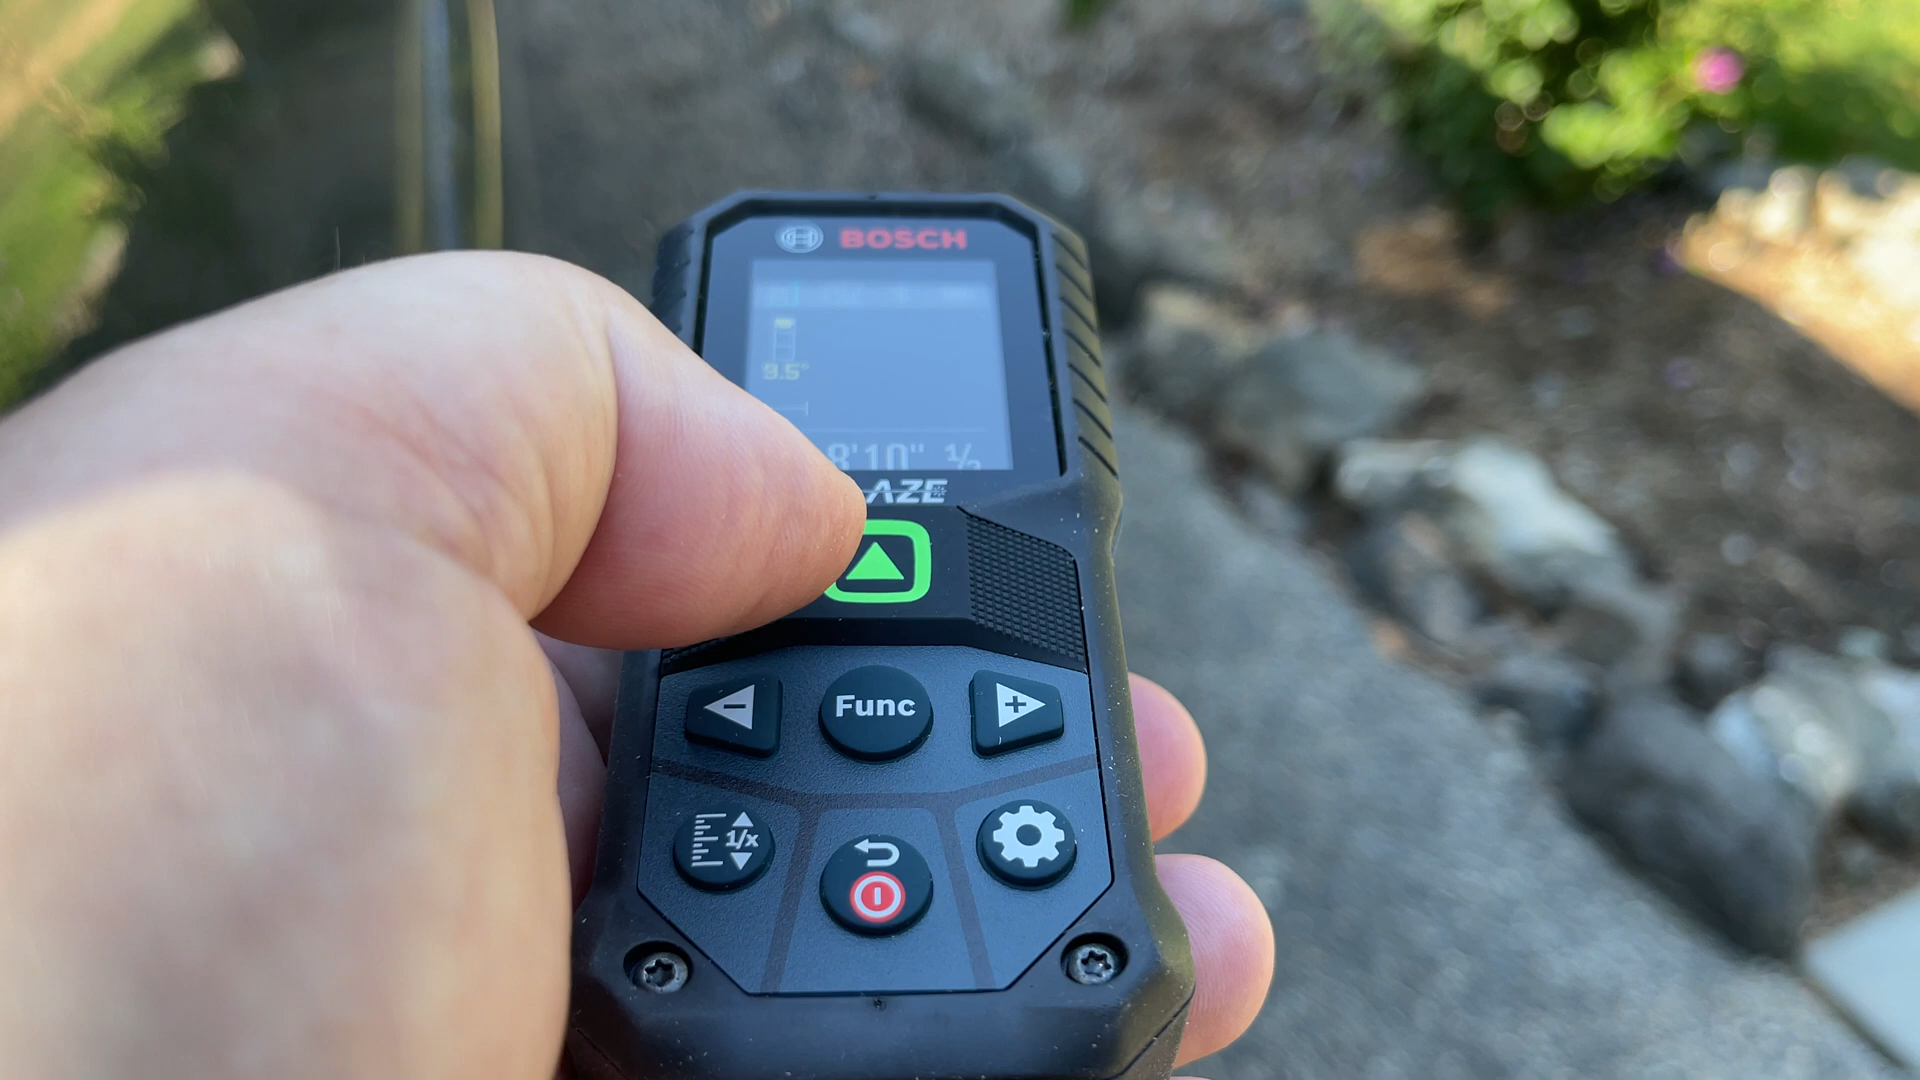 BOSCH
9.5°
8'10" ½
AZE
- Func +
1/x